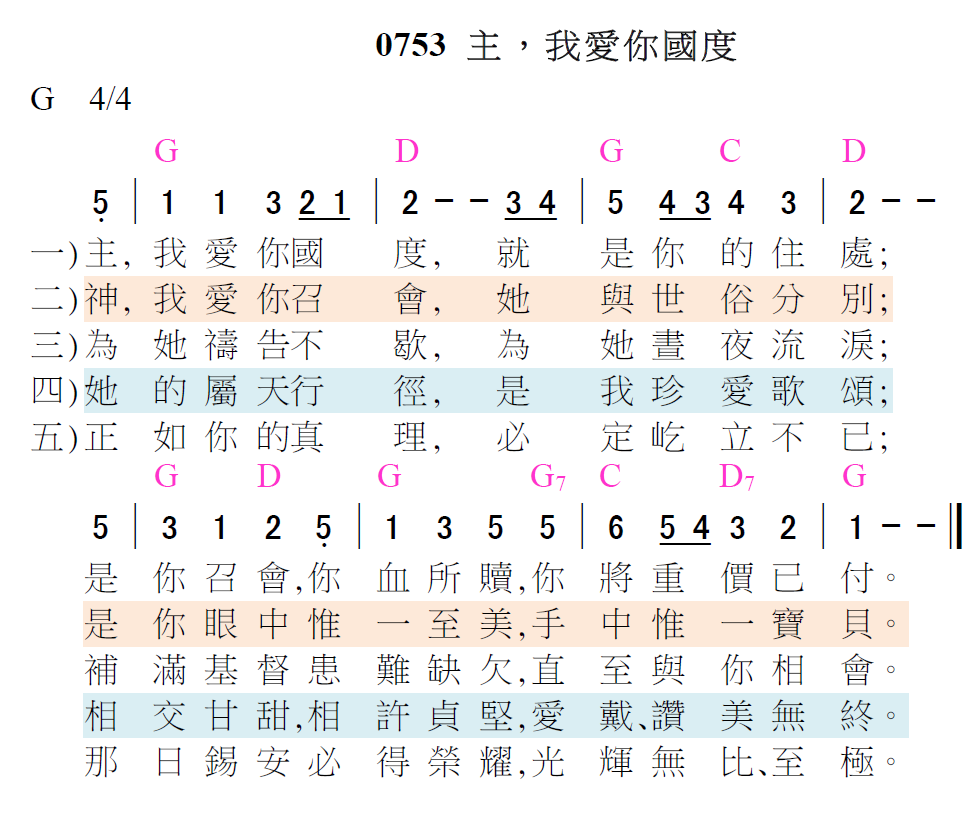 0753 主，我愛你國度
G 4/4
G D G C D
5̣ | 1 1 3 2 1 | 2 - - 3 4 | 5 4 3 4 3 | 2 - -
一)主,我愛你國度,就是你的住處;
二)神,我愛你召會,她與世俗分別;
三)為她禱告不歇,為她晝夜流淚;
四)她的屬天行徑,是我珍愛歌頌;
五)正如你的真理,必定屹立不已;
G D G G7 C D7 G
5 | 3 1 2 5̣ | 1 3 5 5 | 6 5 4 3 2 | 1 - - ‖
是你召會,你血所贖,你將重價已付。
是你眼中惟一至美,手中惟一寶貝。
補滿基督患難缺欠,直至與你相會。
相交甘甜,相許貞堅,愛戴、讚美無終。
那日錫安必得榮耀,光輝無比、至極。